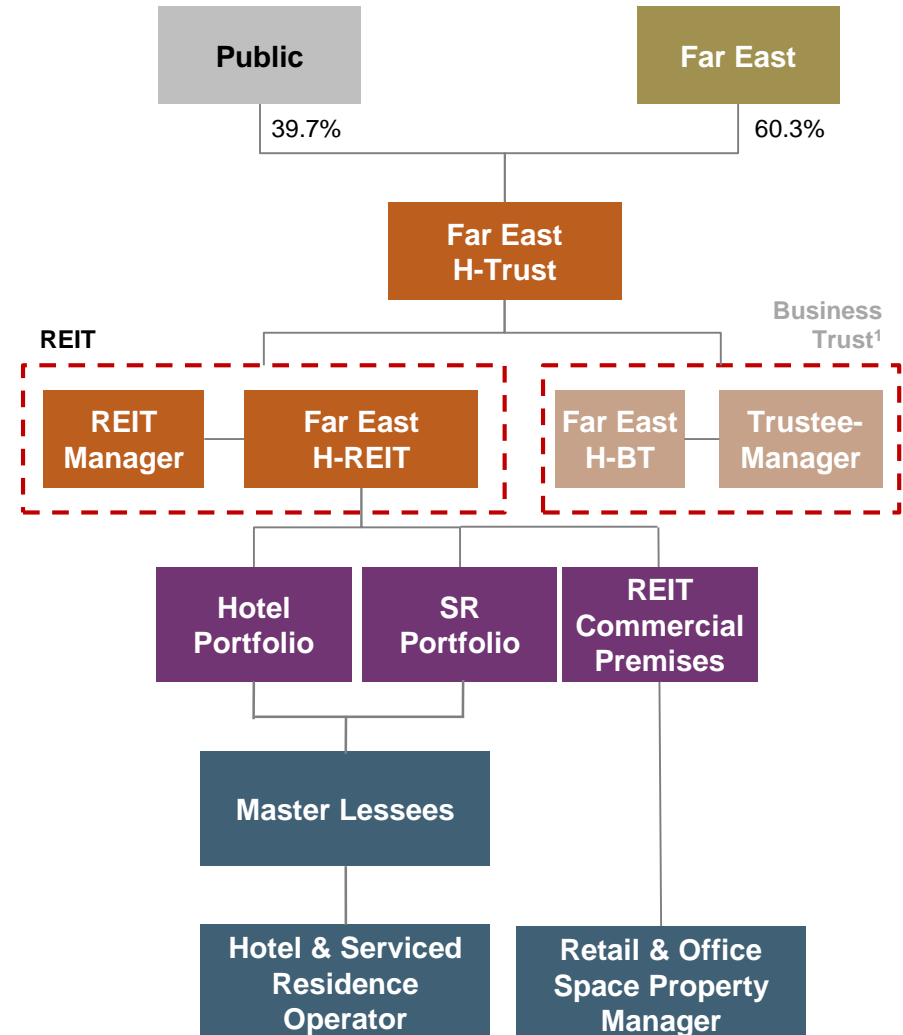 Public
Far East
39.7%
60.3%
Far East
H-Trust
REIT
Business
Trust¹
REIT
Manager
Far East
H-REIT
Far East
H-BT
Trustee-
Manager
Hotel
Portfolio
SR
Portfolio
REIT
Commercial
Premises
Master Lessees
Hotel & Serviced
Residence
Operator
Retail & Office
Space Property
Manager